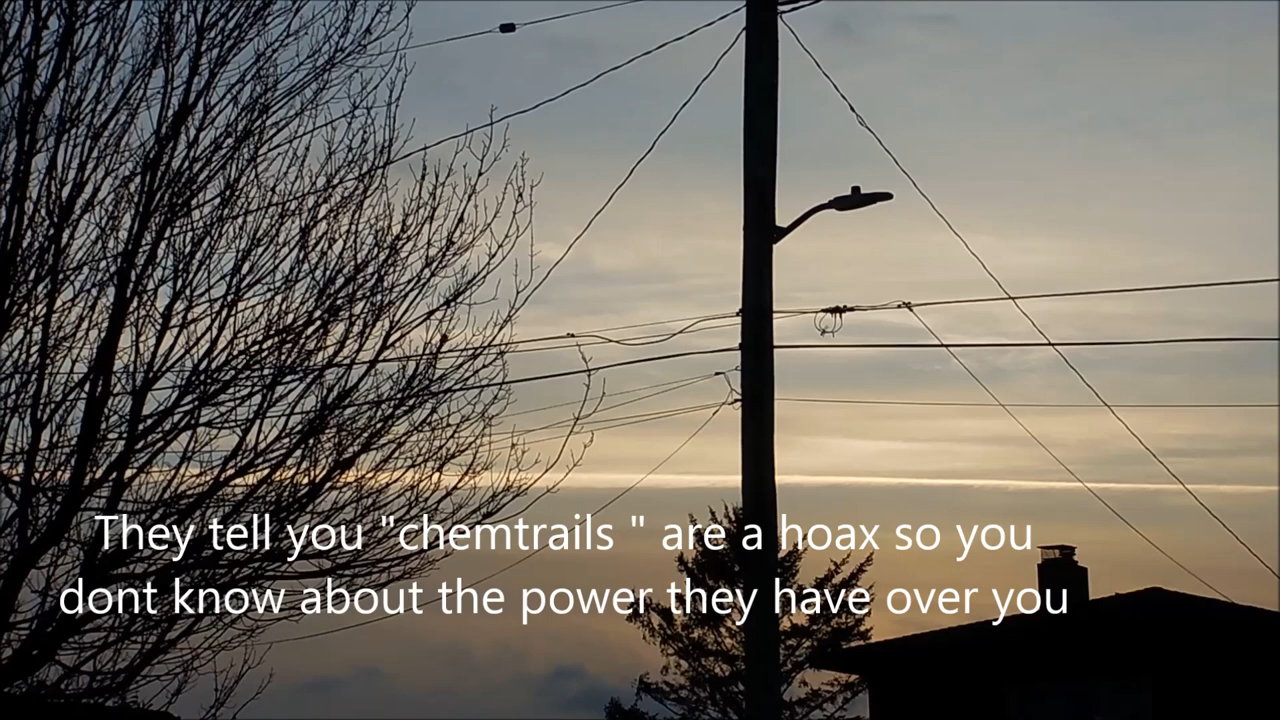 They tell you "chemtrails " are a hoax so you
dont know about the power they have over you